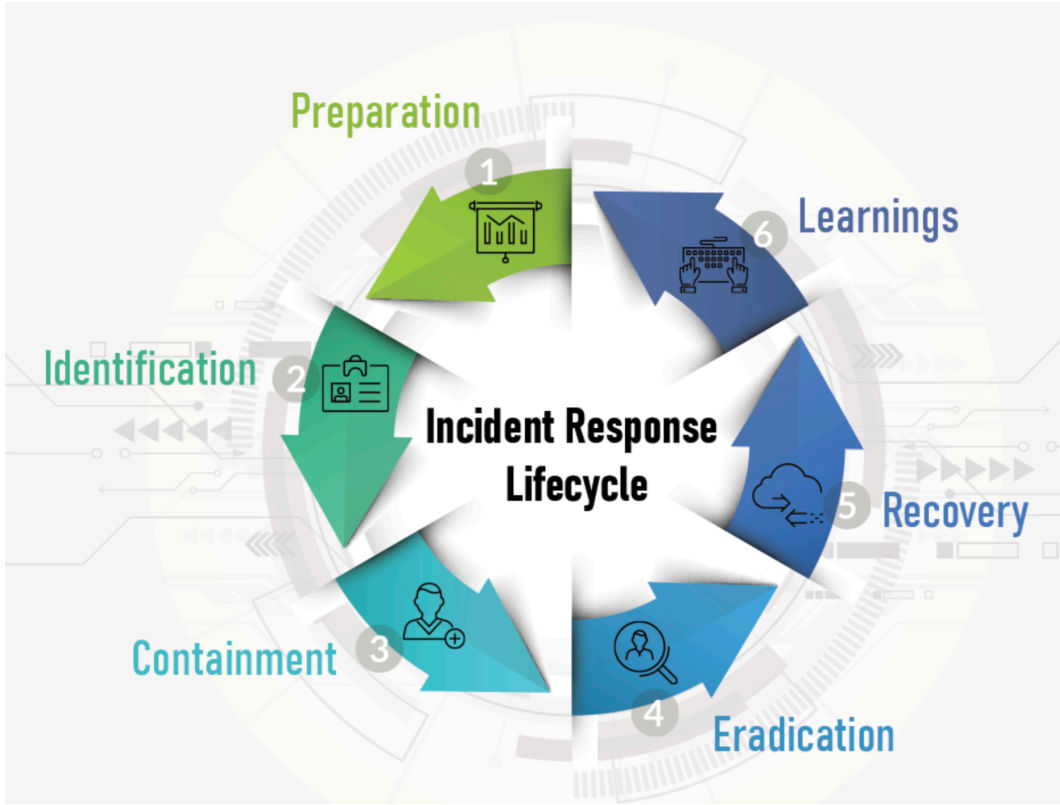 Preparation
1
Identification
2
Containment
3
Eradication
4
Recovery
5
Learnings
6
Incident Response
Lifecycle